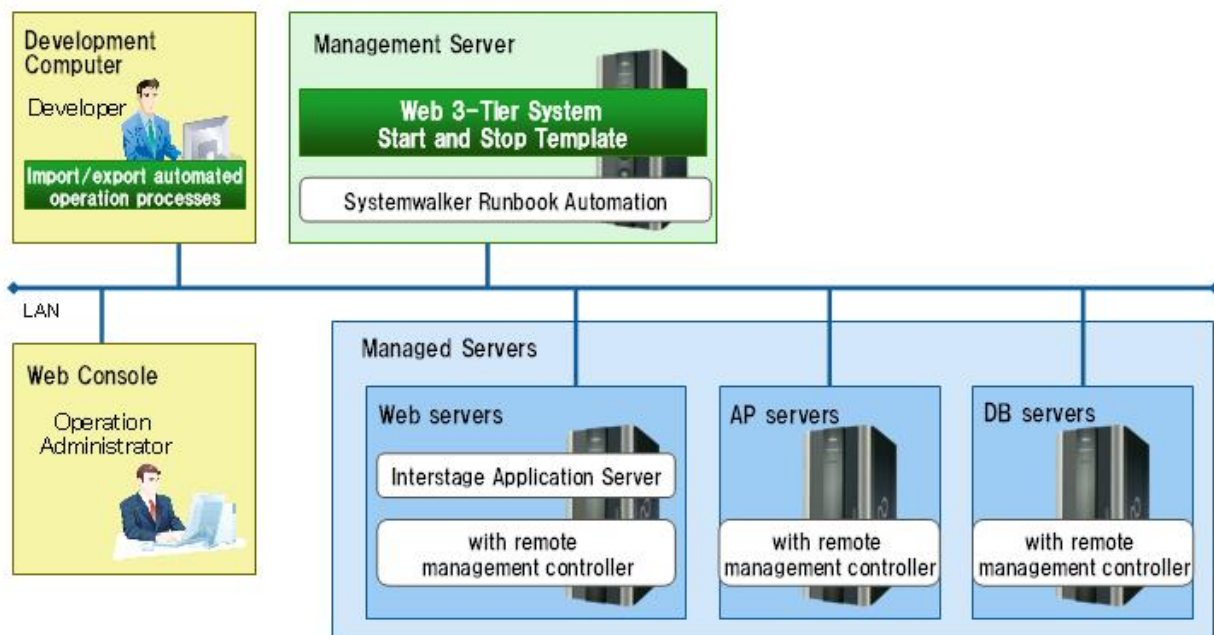 Development
Computer
Developer
Import/export automated
operation processes
Management Server
Web 3-Tier System
Start and Stop Template
Systemwalker Runbook Automation
LAN
Web Console
Operation
Administrator
Managed Servers
Web servers
Interstage Application Server
with remote
management controller
AP servers
with remote
management controller
DB servers
with remote
management controller